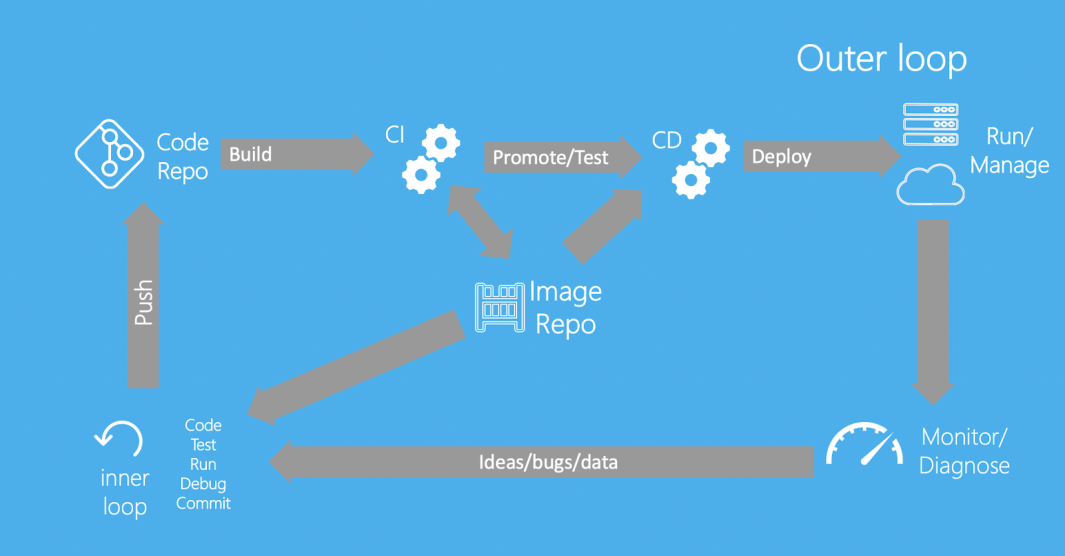 Outer loop
Code
Repo
Build
CI
Promote/Test
CD
Deploy
Run/
Manage
Image
Repo
Push
inner
loop
Code
Test
Run
Debug
Commit
Ideas/bugs/data
Monitor/
Diagnose